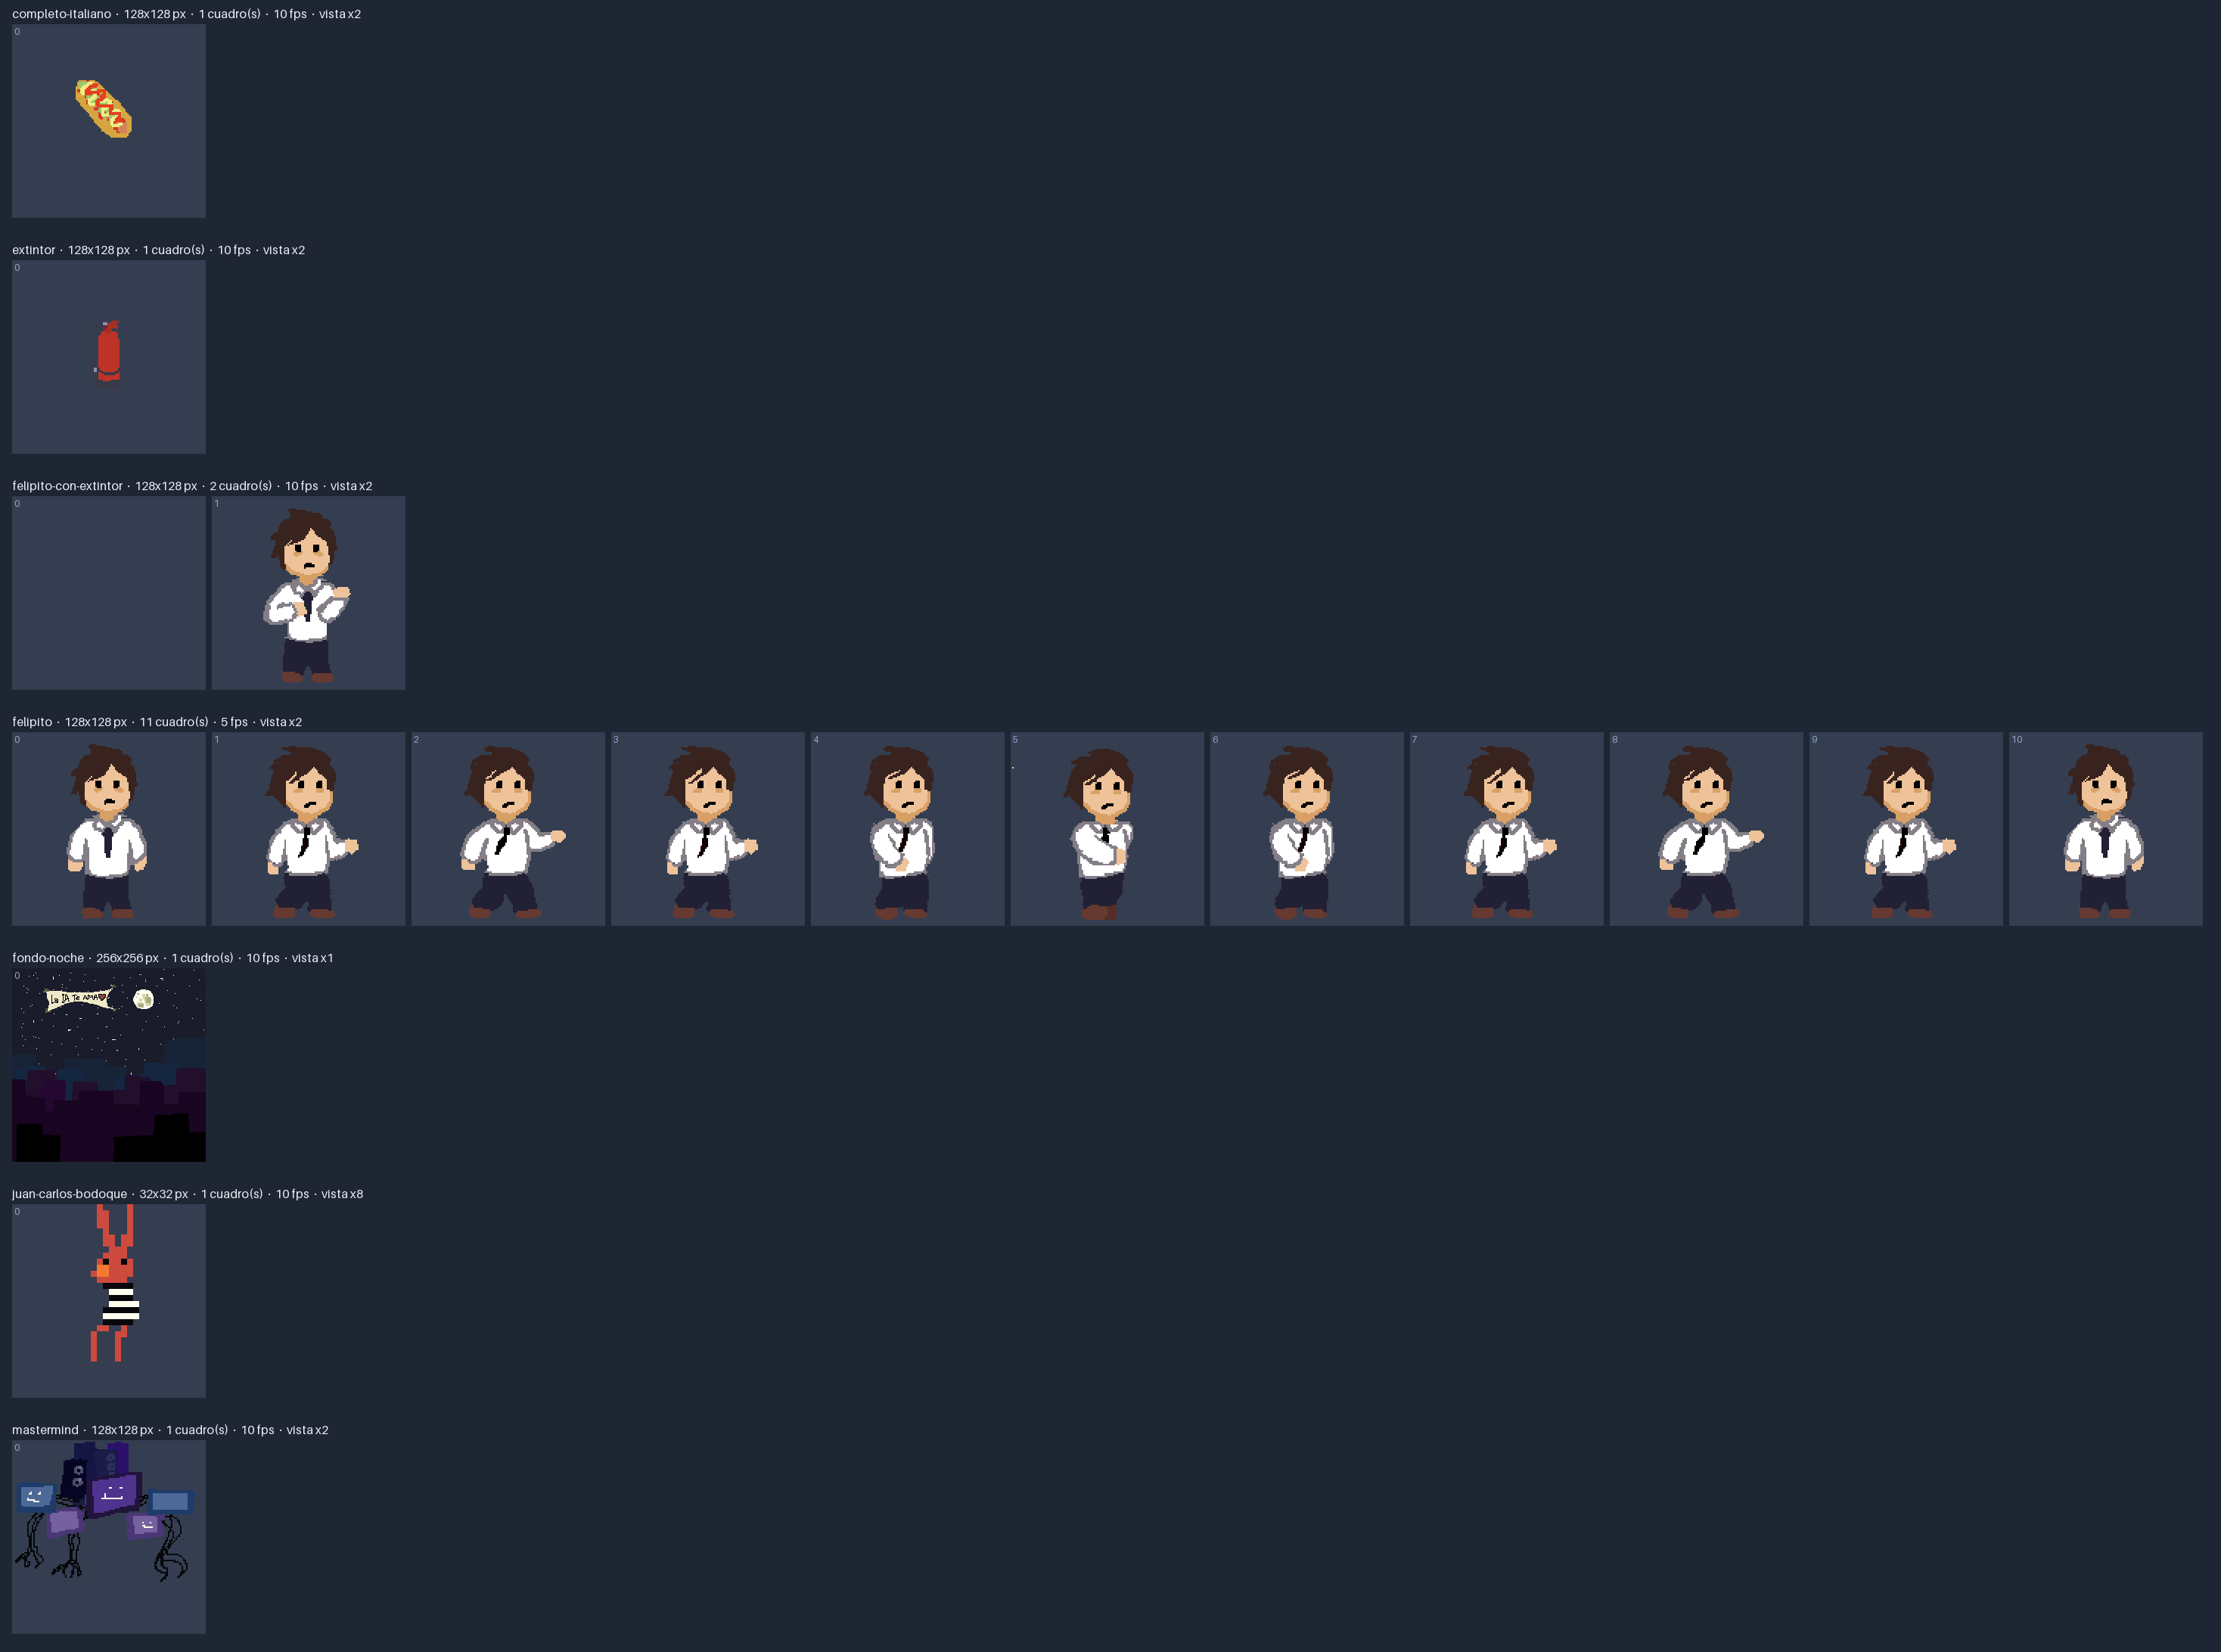 completo-italiano · 128x128 px · 1 cuadro(s) · 10 fps · vista x2
0
extintor · 128x128 px · 1 cuadro(s) · 10 fps · vista x2
0
felipito-con-extintor · 128x128 px · 2 cuadro(s) · 10 fps · vista x2
0 1
felipito · 128x128 px · 11 cuadro(s) · 5 fps · vista x2
0 1 2 3 4 5 6 7 8 9 10
fondo-noche · 256x256 px · 1 cuadro(s) · 10 fps · vista x1
0
La IA Te AMA
juan-carlos-bodoque · 32x32 px · 1 cuadro(s) · 10 fps · vista x8
0
mastermind · 128x128 px · 1 cuadro(s) · 10 fps · vista x2
0